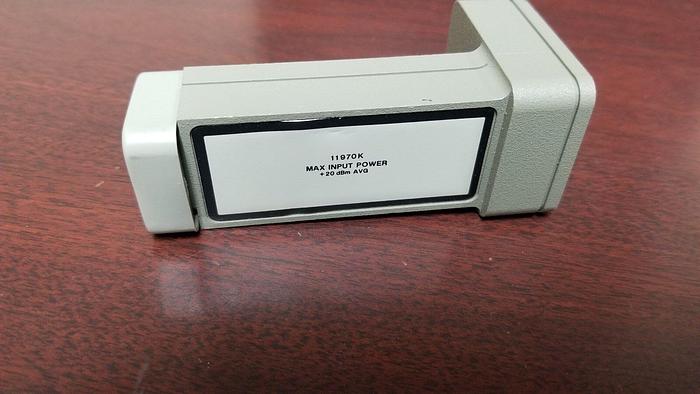 11970K
MAX INPUT POWER
+20 dBm AVG